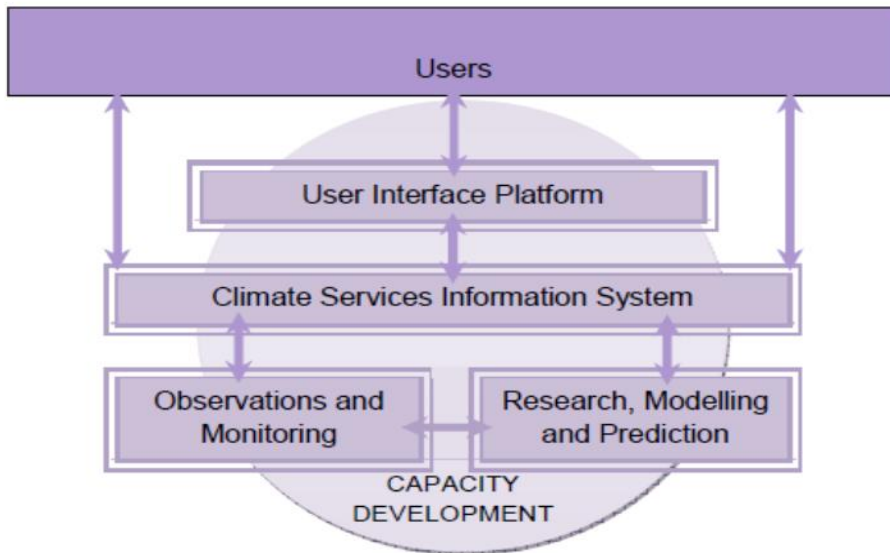 Users
User Interface Platform
Climate Services Information System
Observations and
Monitoring
Research, Modelling
and Prediction
CAPACITY
DEVELOPMENT